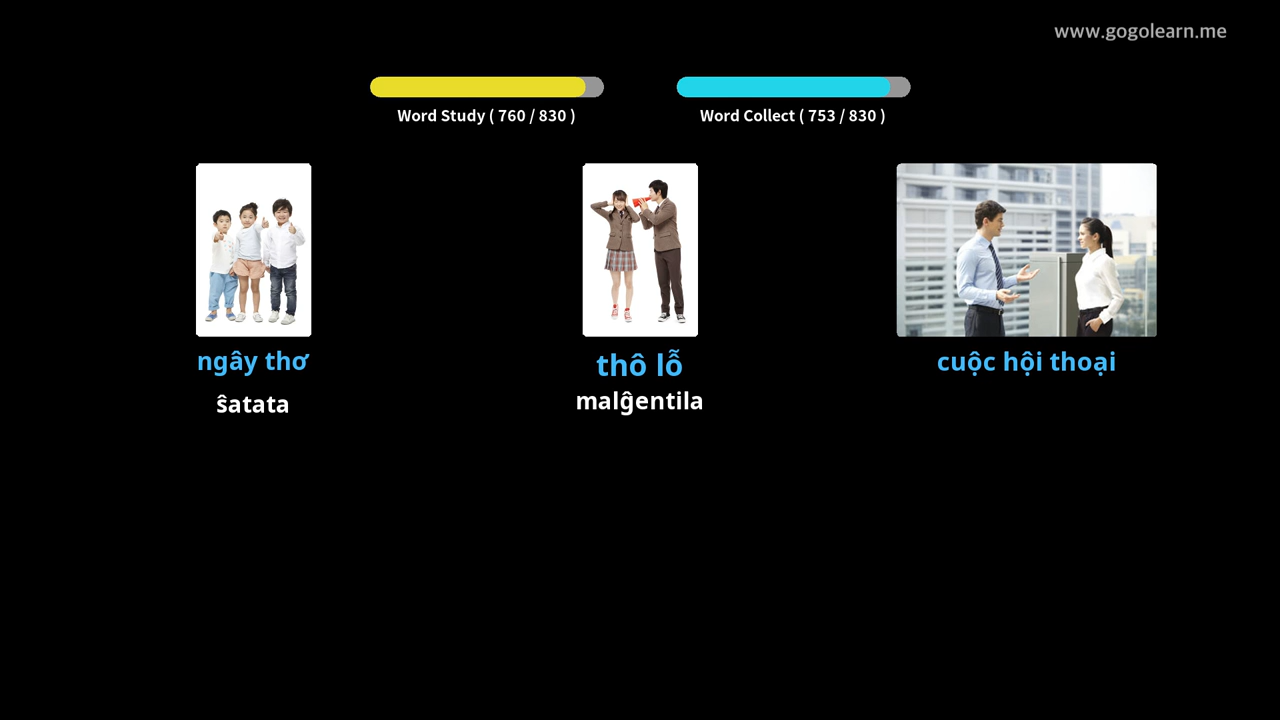 www.gogolearn.me
Word Study ( 760 / 830 )
Word Collect ( 753 / 830 )
ngây thơ
thô lỗ
cuộc hội thoại
ŝatata
malĝentila